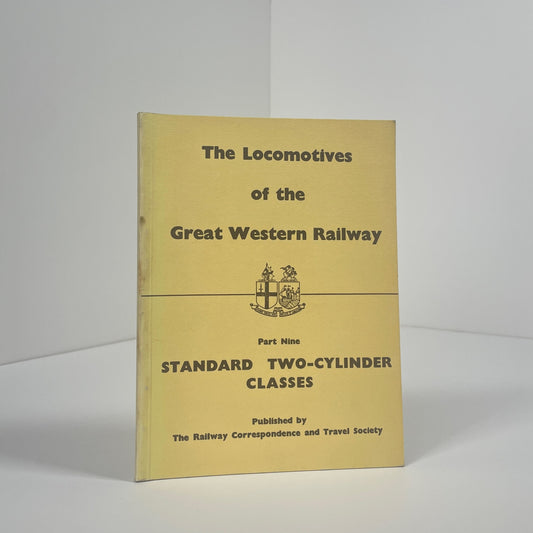 The Locomotives
of the
Great Western Railway
Part Nine
STANDARD TWO-CYLINDER
CLASSES
Published by
The Railway Correspondence and Travel Society